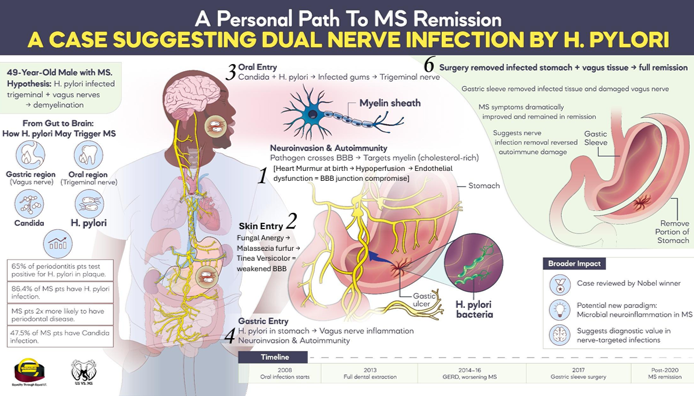 A Personal Path To MS Remission
A CASE SUGGESTING DUAL NERVE INFECTION BY H. PYLORI
49-Year-Old Male with MS.
Hypothesis: H. pylori infected
trigeminal + vagus nerves
→ demyelination
From Gut to Brain:
How H. pylori May Trigger MS
Gastric region
(Vagus nerve)
Oral region
(Trigeminal nerve)
Candida
H. pylori
65% of periodontitis pts test
positive for H. pylori in plaque.
86.4% of MS pts have H. pylori
infection.
MS pts 2x more likely to have
periodontal disease.
47.5% of MS pts have Candida
infection.
US VS. MS
3 Oral Entry
Candida + H. pylori → Infected gums → Trigeminal nerve
Myelin sheath
1
Neuroinvasion & Autoimmunity
Pathogen crosses BBB → Targets myelin (cholesterol-rich)
[Heart Murmur at birth → Hypoperfusion → Endothelial
dysfunction = BBB junction compromise]
Skin Entry 2
Fungal Anergy →
Malassezia furfur →
Tinea Versicolor =
weakened BBB
Stomach
Gastric
ulcer
H. pylori
bacteria
4
Gastric Entry
H. pylori in stomach → Vagus nerve inflammation
Neuroinvasion & Autoimmunity
6 Surgery removed infected stomach + vagus tissue → full remission
Gastric sleeve removed infected tissue and damaged vagus nerve
MS symptoms dramatically
improved and remained in remission
Suggests nerve
infection removal reversed
autoimmune damage
Gastic
Sleeve
Remove
Portion of
Stomach
Broader Impact
Case reviewed by Nobel winner
Potential new paradigm:
Microbial neuroinflammation in MS
Suggests diagnostic value in
nerve-targeted infections
Timeline
2008
Oral infection starts
2013
Full dental extraction
2014–16
GERD, worsening MS
2017
Gastric sleeve surgery
Post-2020
MS remission